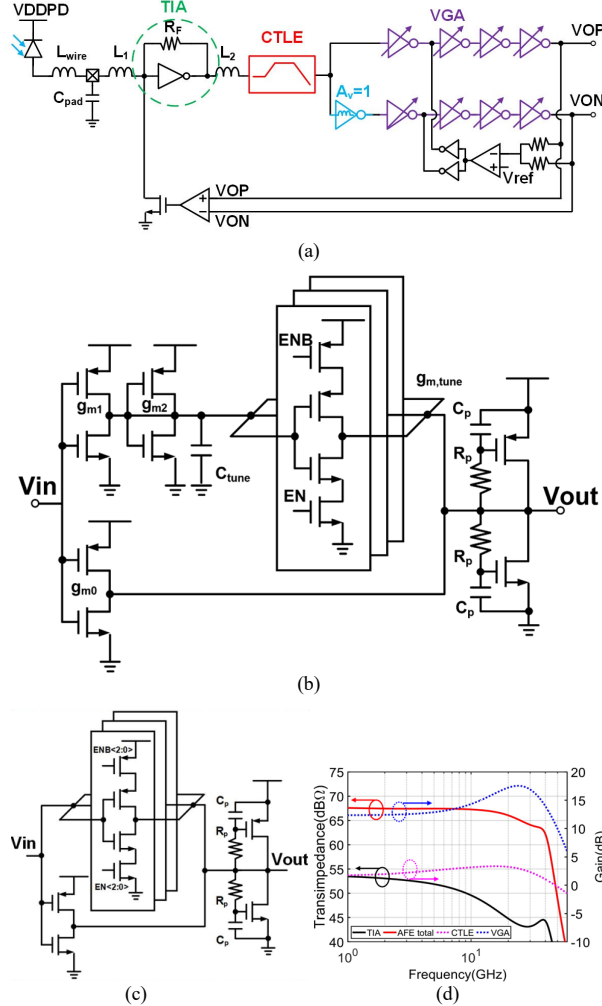 VDDPD
TIA
R_F
L_wire
L_1
L_2
C_pad
CTLE
VGA
VOP
A_v=1
VON
Vref
VOP
VON
(a)
ENB
g_m,tune
g_m1
g_m2
C_tune
EN
Vin
g_m0
C_p
R_p
Vout
R_p
C_p
(b)
ENB<2:0>
EN<2:0>
Vin
C_p
R_p
Vout
R_p
C_p
(c)
Transimpedance(dBΩ)
75
70
65
60
55
50
45
40
20
15
10
5
0
-5
-10
Gain(dB)
TIA AFE total CTLE VGA
10^0 10^1
Frequency(GHz)
(d)